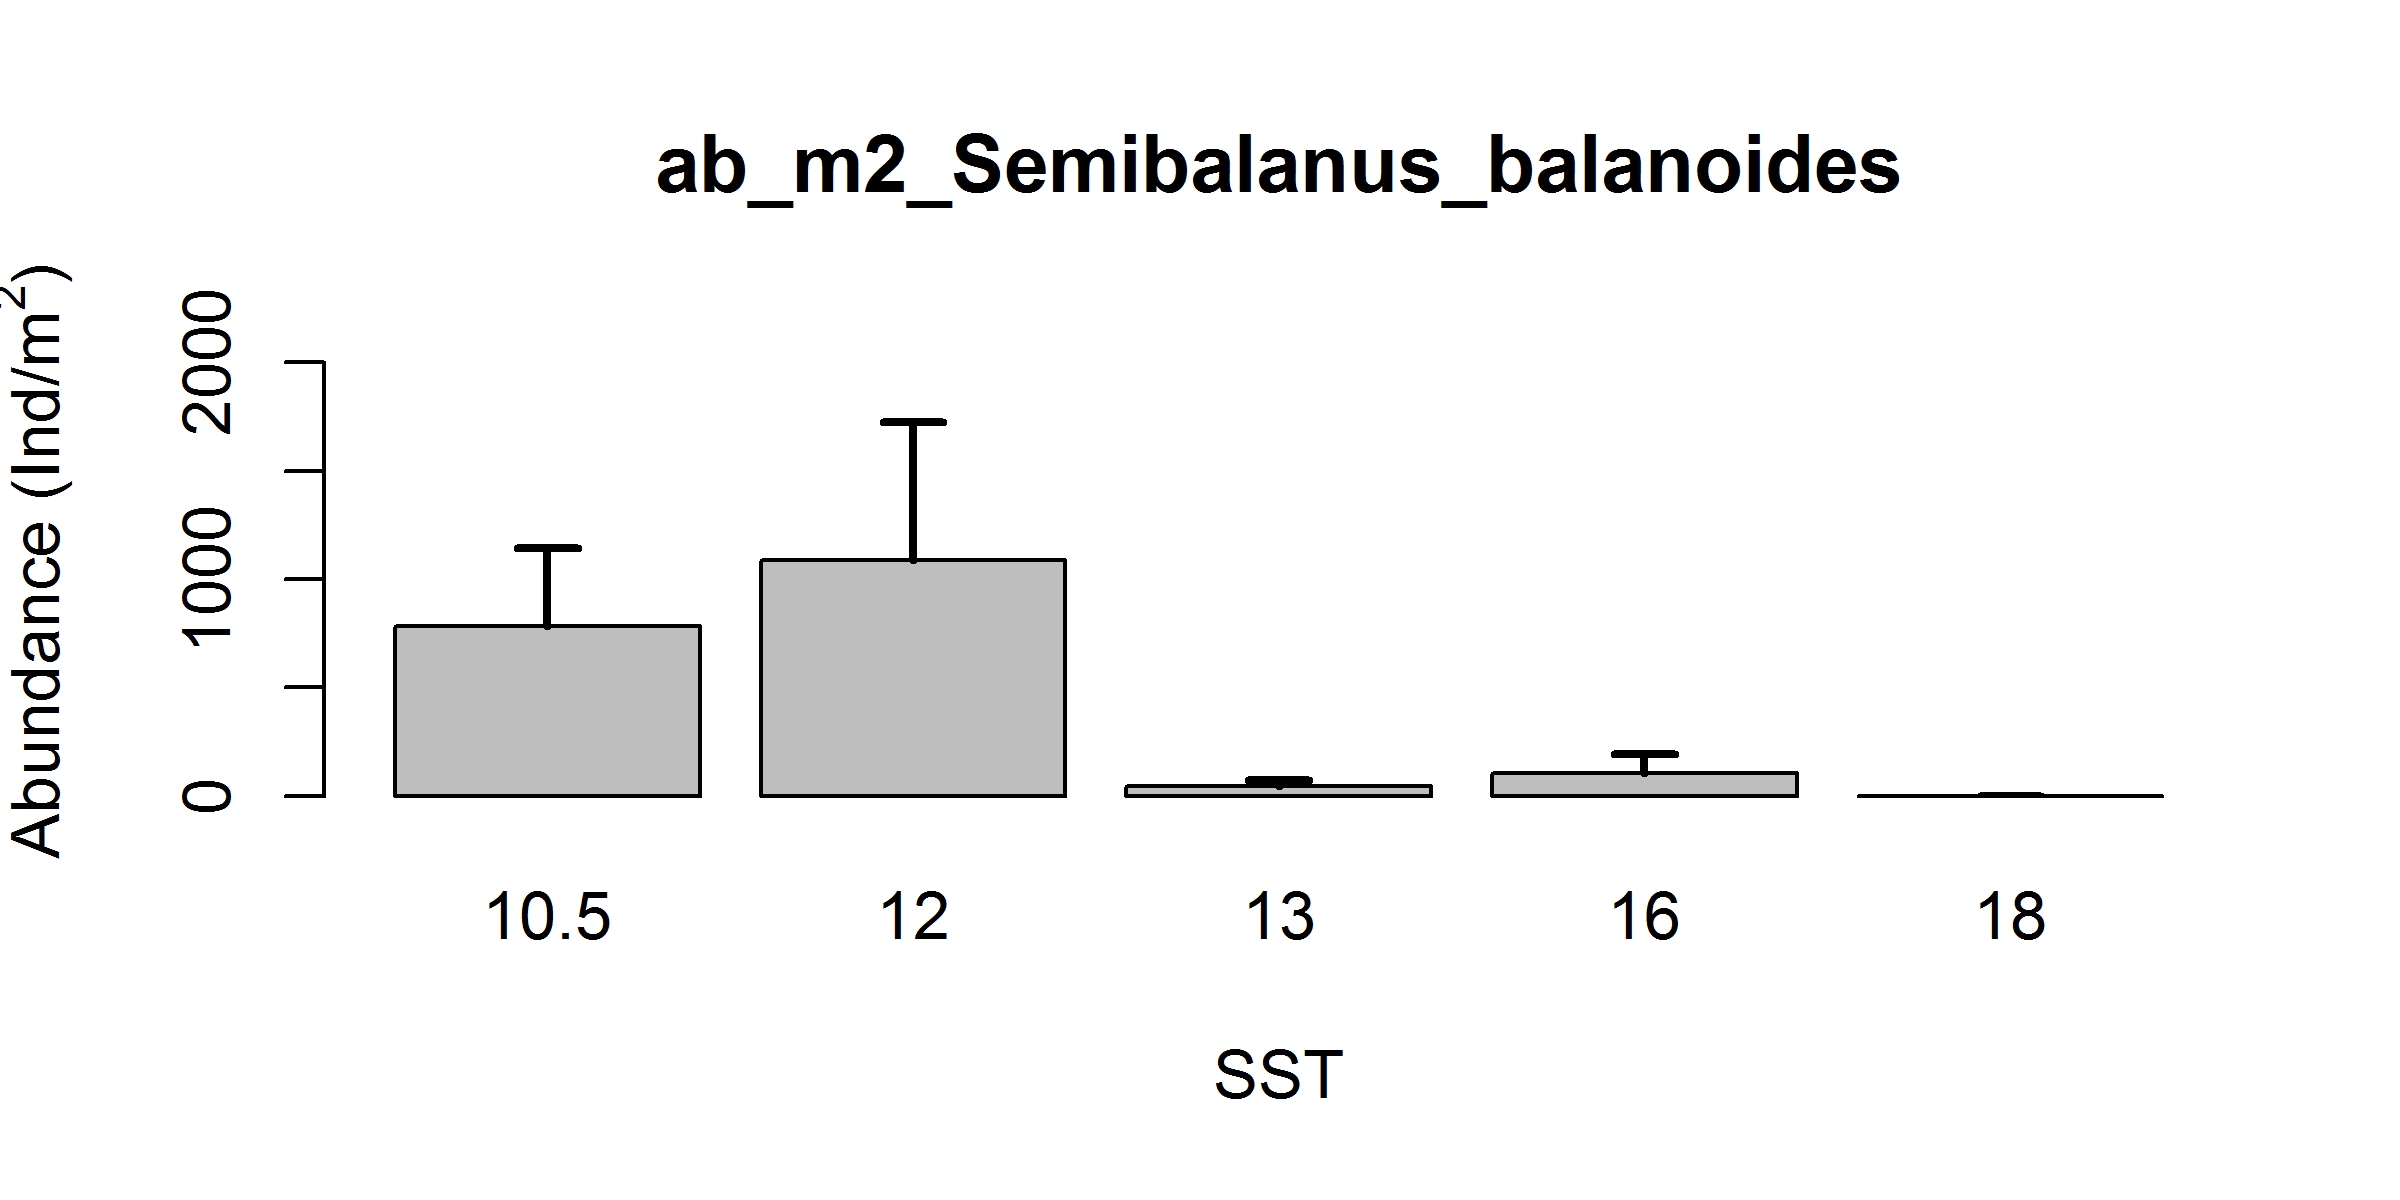 ab_m2_Semibalanus_balanoides
Abundance (Ind/m²)
2000
1000
0
10.5 12 13 16 18
SST